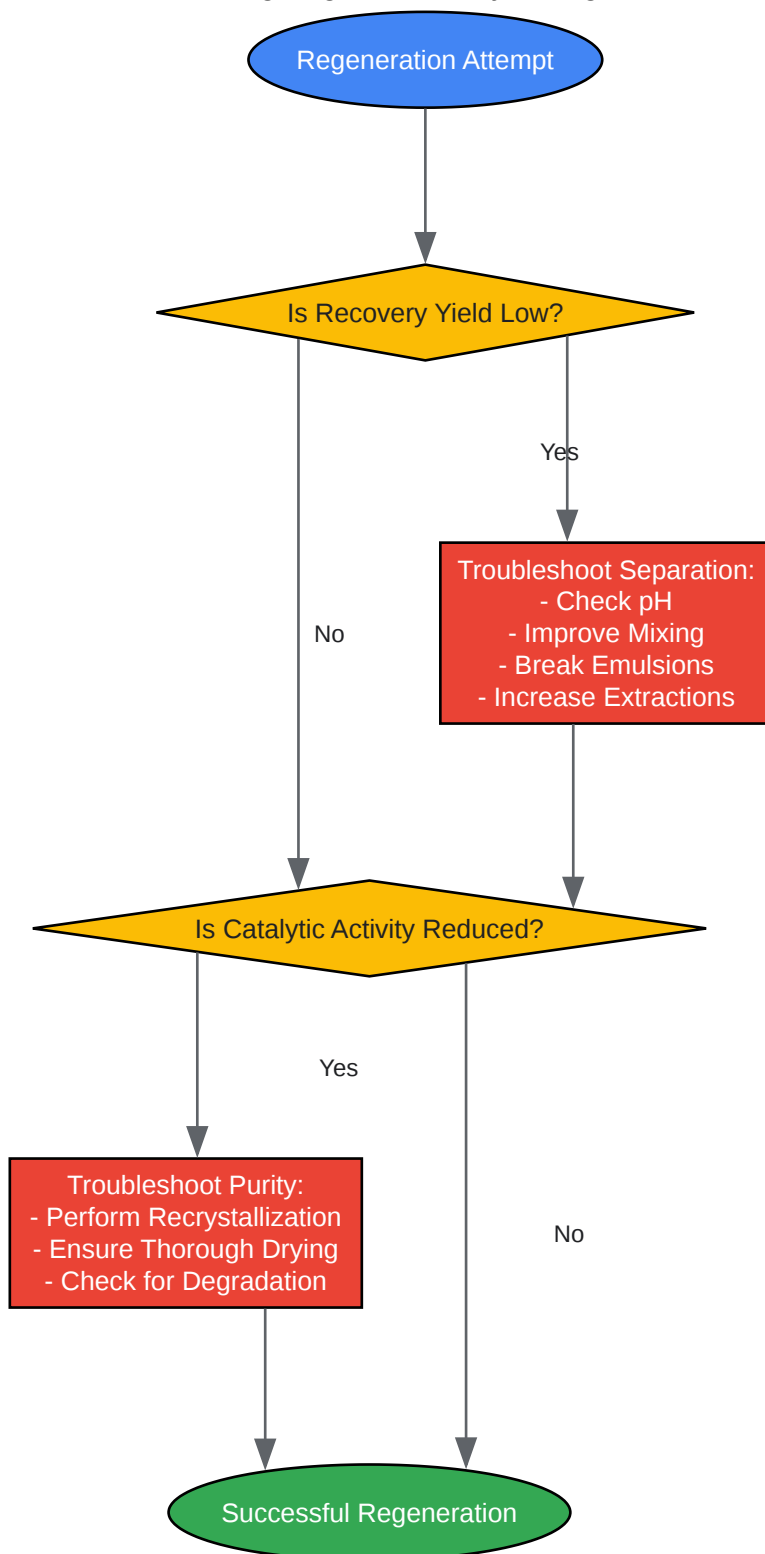 Regeneration Attempt
Is Recovery Yield Low?
Yes
Troubleshoot Separation:
- Check pH
- Improve Mixing
- Break Emulsions
- Increase Extractions
No
Is Catalytic Activity Reduced?
Yes
Troubleshoot Purity:
- Perform Recrystallization
- Ensure Thorough Drying
- Check for Degradation
No
Successful Regeneration